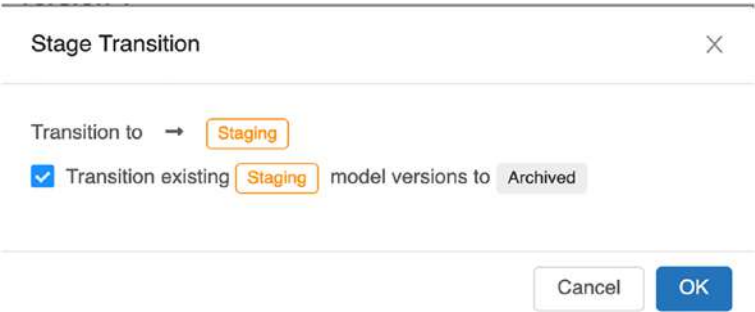 Stage Transition
Transition to → Staging
Transition existing Staging model versions to Archived
Cancel OK